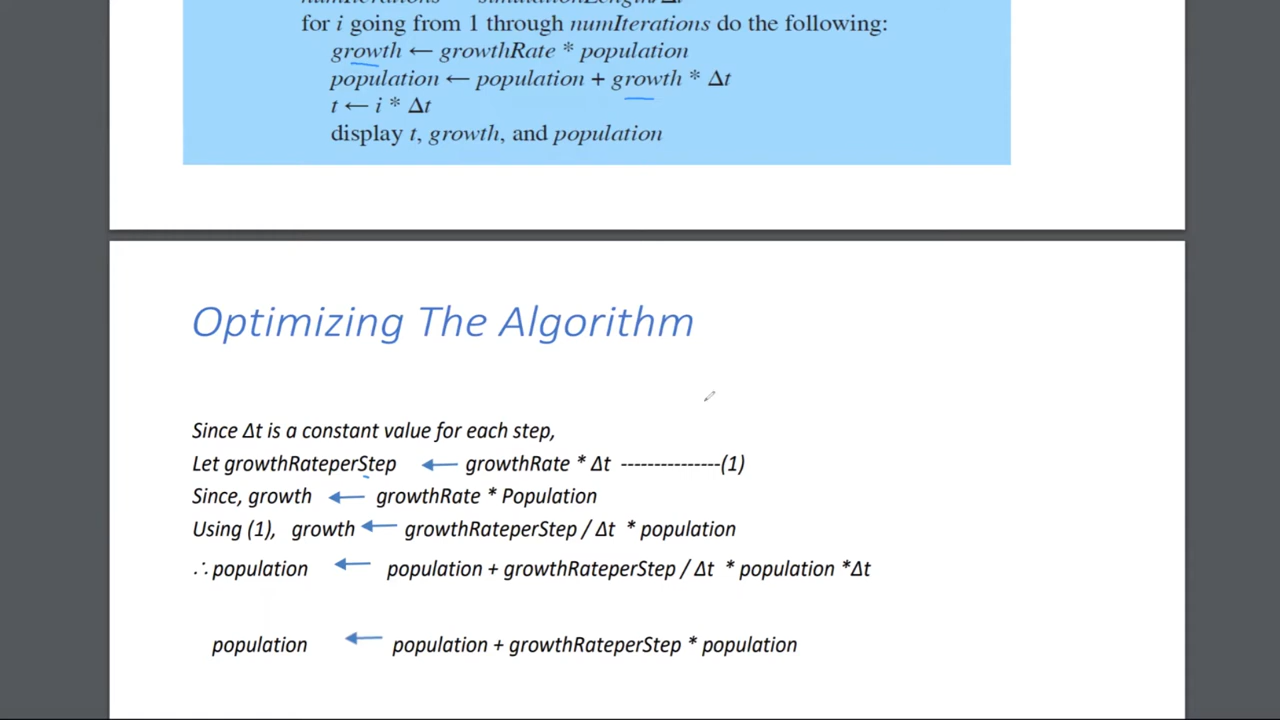 numIterations simulationLength/Δt
for i going from 1 through numIterations do the following:
growth ← growthRate * population
population ← population + growth * Δt
t ← i * Δt
display t, growth, and population
Optimizing The Algorithm
Since Δt is a constant value for each step,
Let growthRateperStep ← growthRate * Δt ---------------(1)
Since, growth ← growthRate * Population
Using (1), growth ← growthRateperStep / Δt * population
∴ population ← population + growthRateperStep / Δt * population *Δt
population ← population + growthRateperStep * population